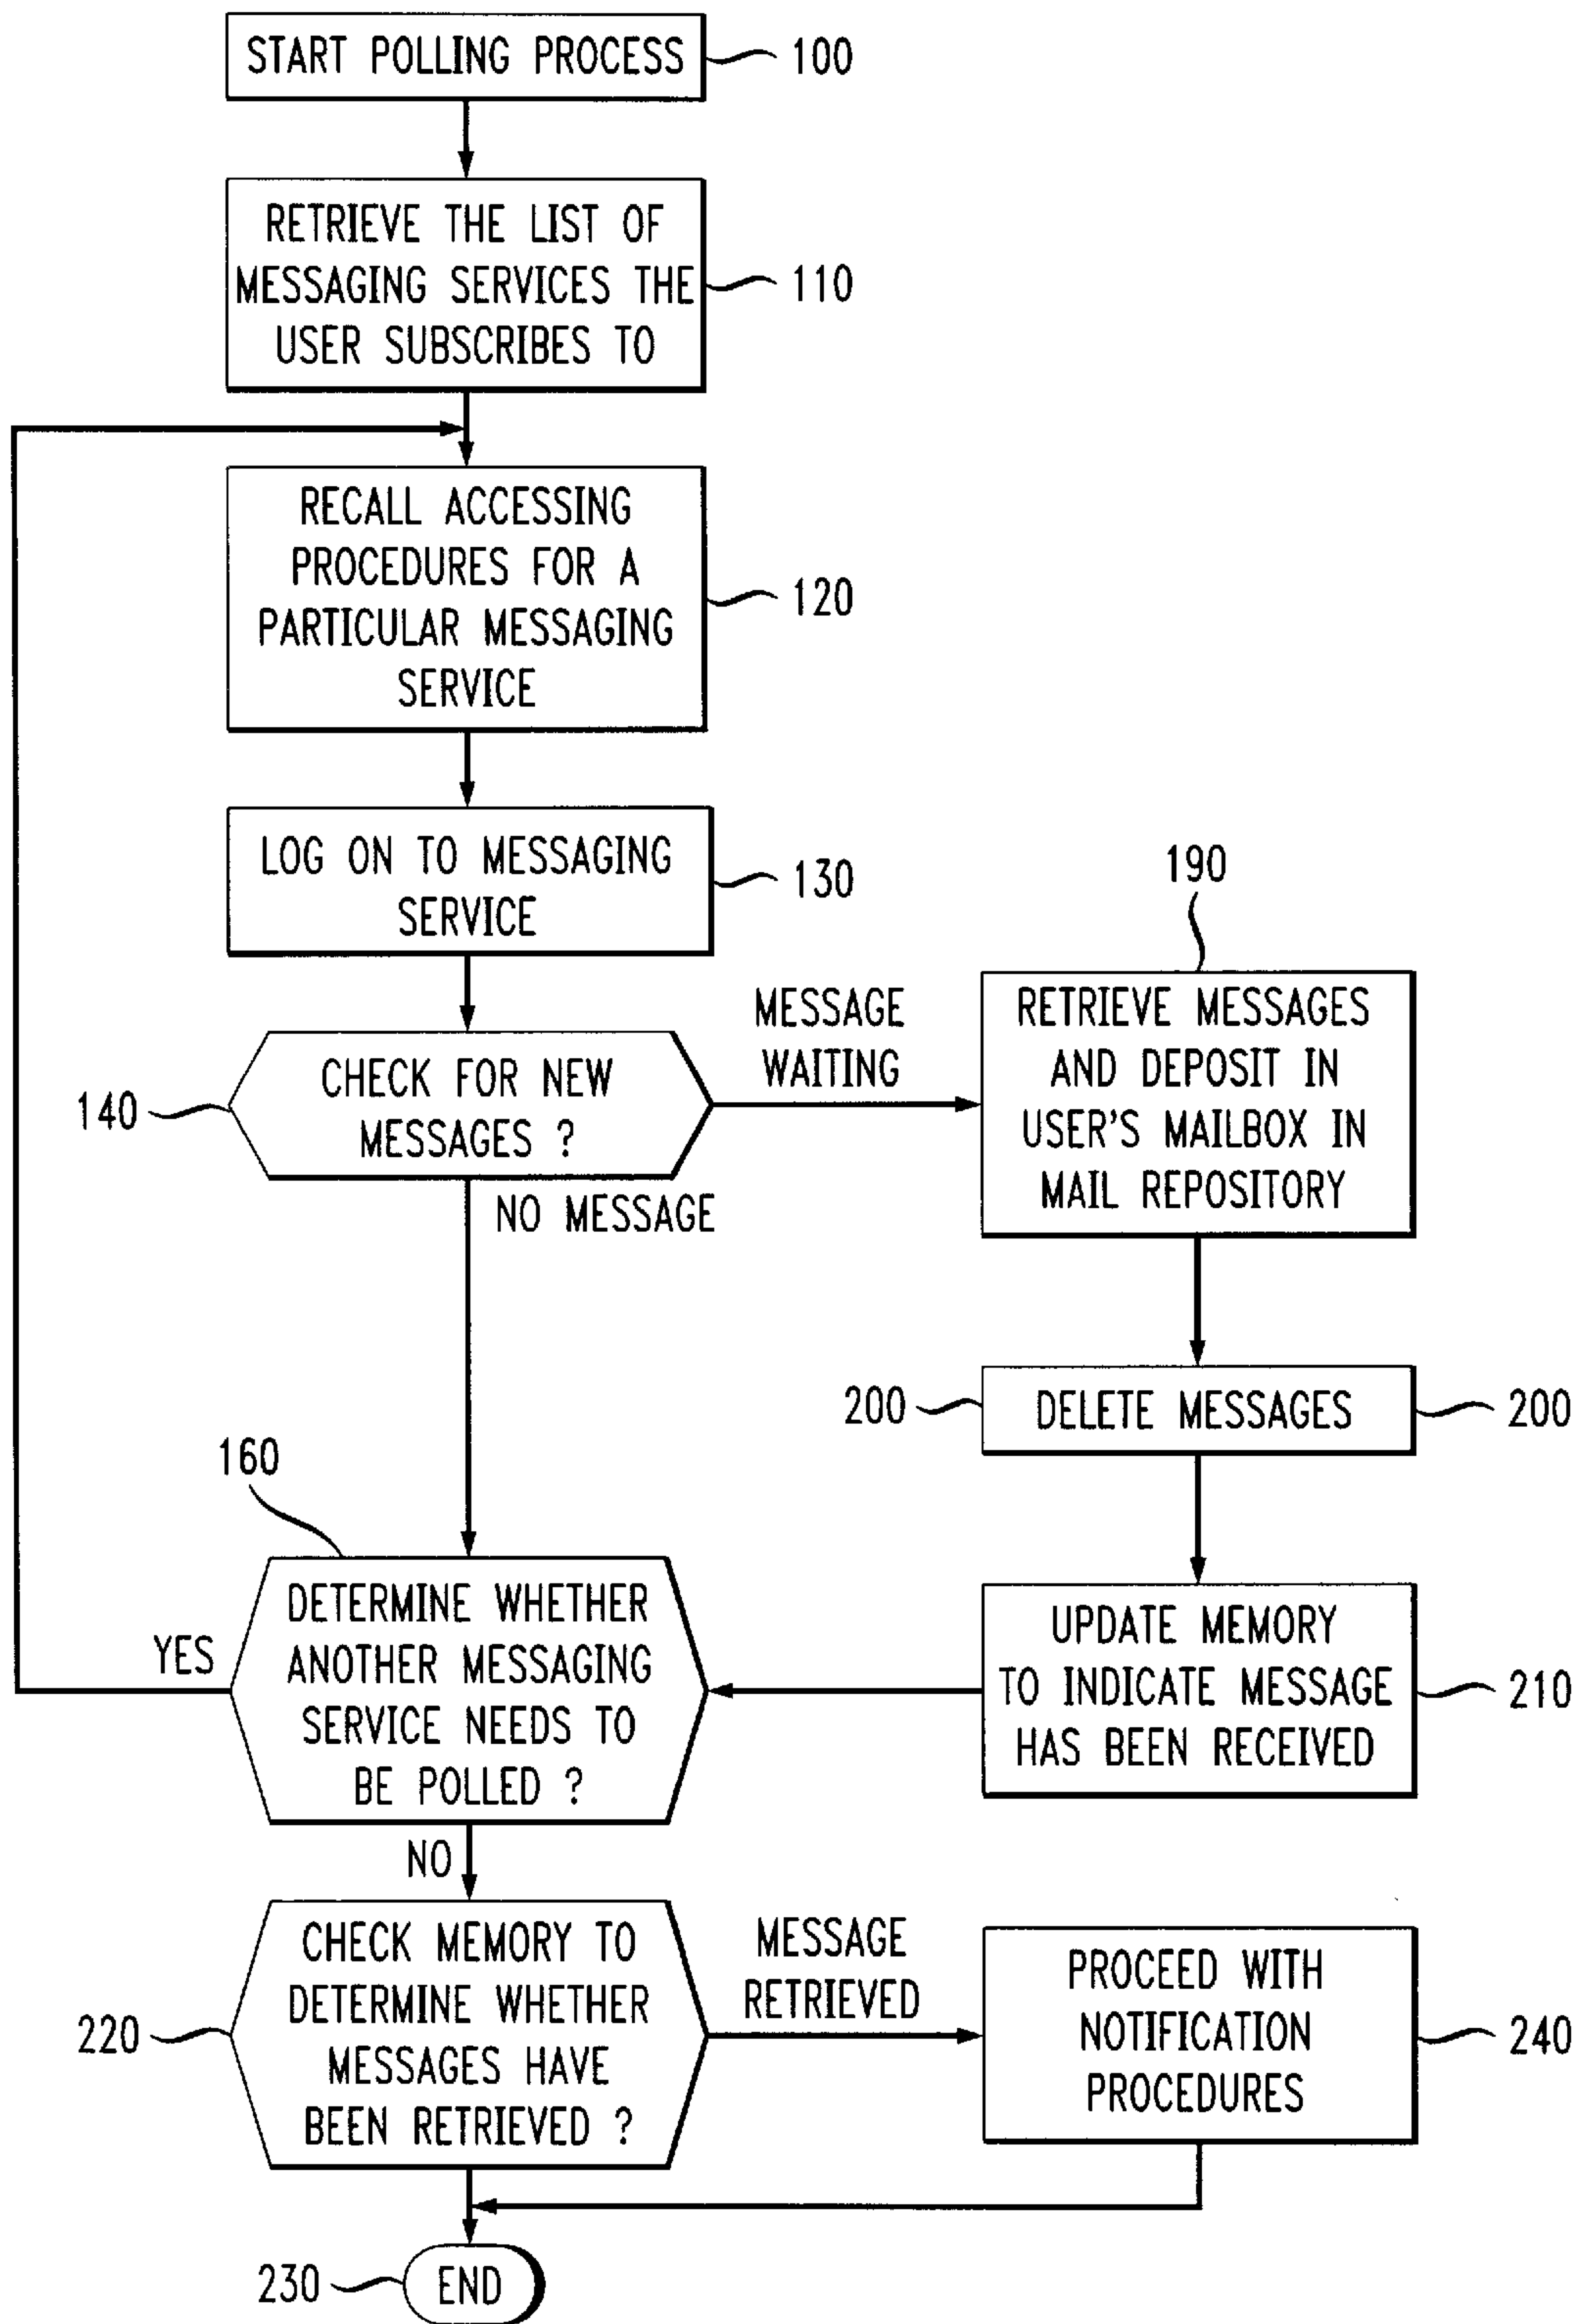 START POLLING PROCESS
100
RETRIEVE THE LIST OF
MESSAGING SERVICES THE
USER SUBSCRIBES TO
110
RECALL ACCESSING
PROCEDURES FOR A
PARTICULAR MESSAGING
SERVICE
120
LOG ON TO MESSAGING
SERVICE
130
140
CHECK FOR NEW
MESSAGES ?
MESSAGE
WAITING
NO MESSAGE
190
RETRIEVE MESSAGES
AND DEPOSIT IN
USER'S MAILBOX IN
MAIL REPOSITORY
200
DELETE MESSAGES
200
160
DETERMINE WHETHER
ANOTHER MESSAGING
SERVICE NEEDS TO
BE POLLED ?
YES
NO
UPDATE MEMORY
TO INDICATE MESSAGE
HAS BEEN RECEIVED
210
220
CHECK MEMORY TO
DETERMINE WHETHER
MESSAGES HAVE
BEEN RETRIEVED ?
MESSAGE
RETRIEVED
PROCEED WITH
NOTIFICATION
PROCEDURES
240
230
END